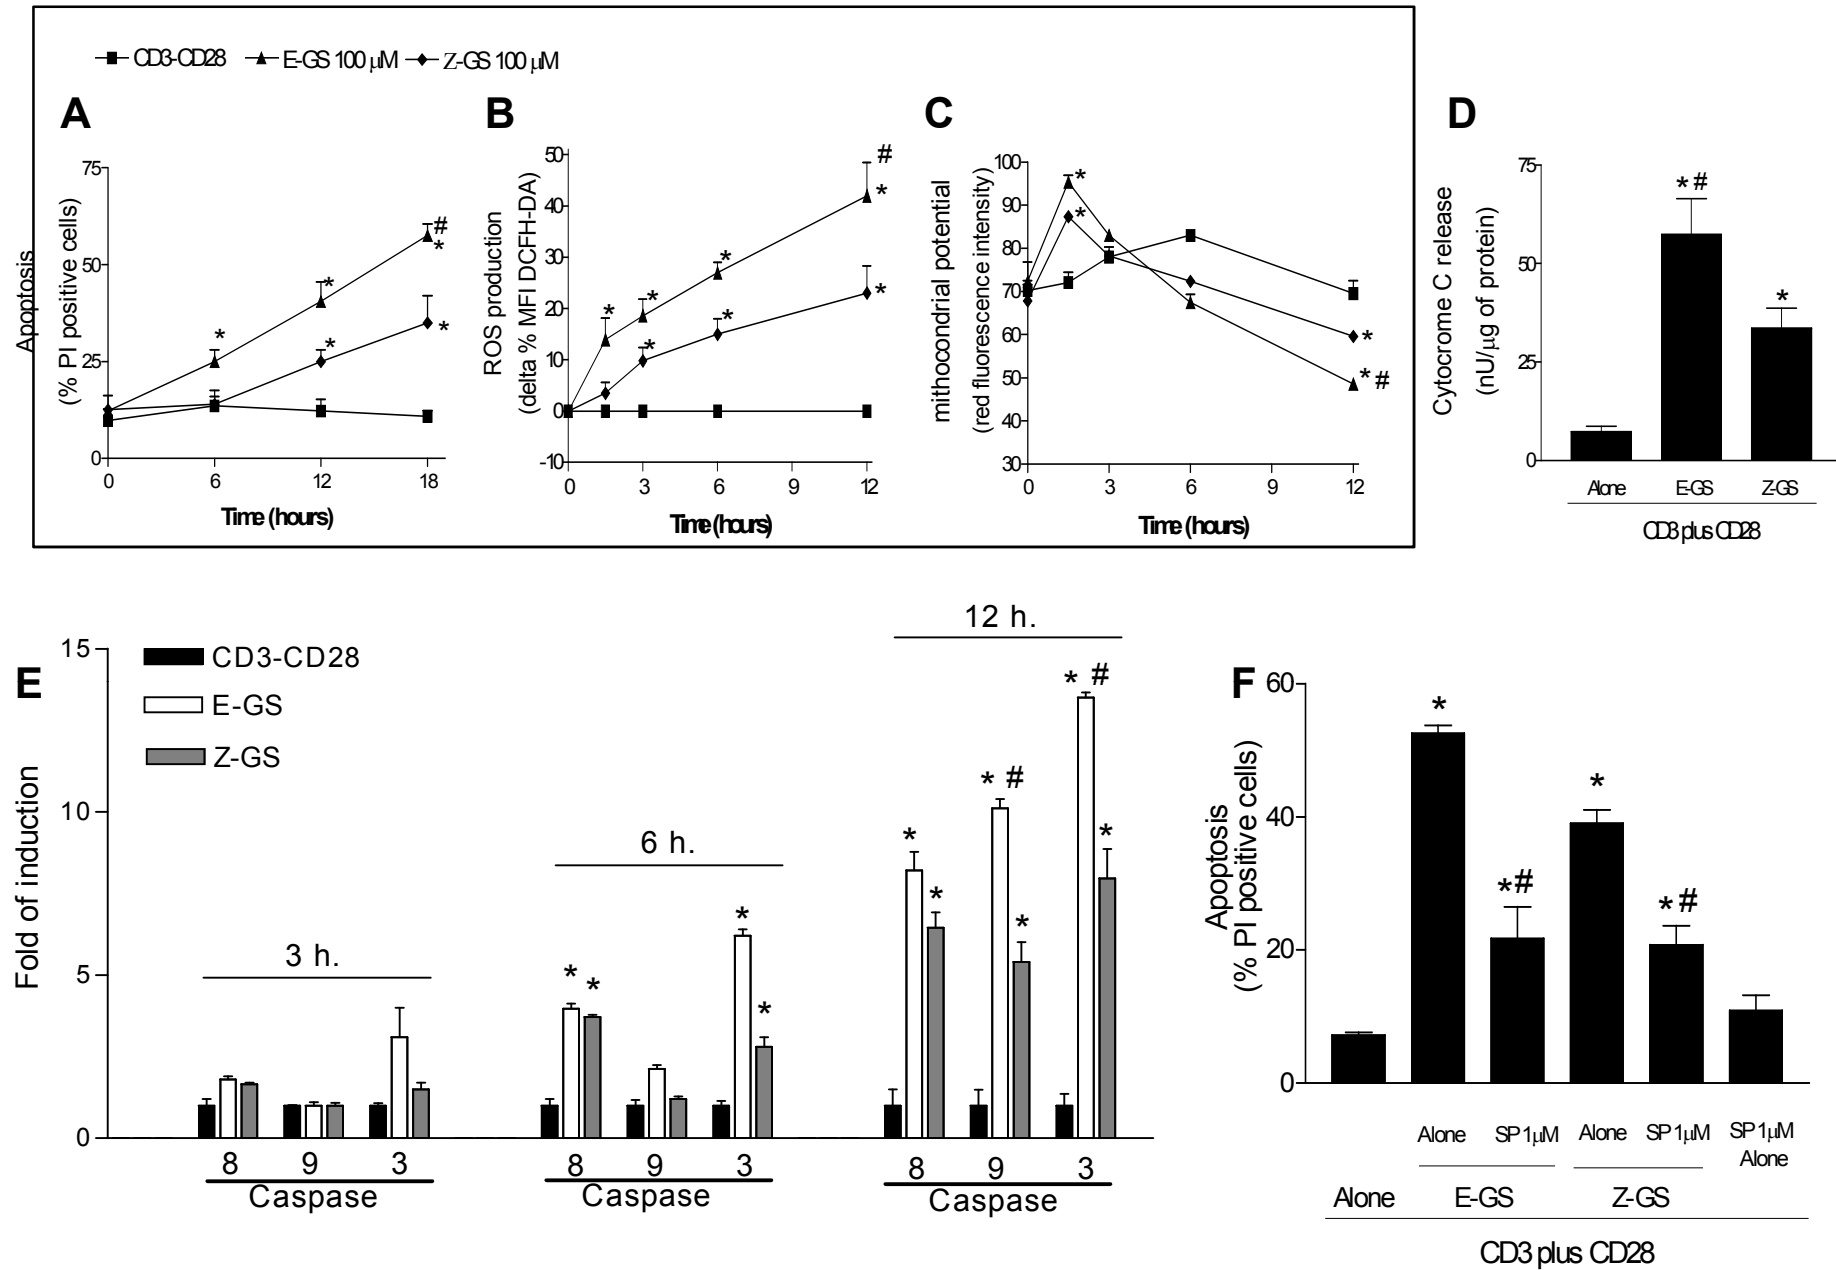 CD3-CD28 E-GS 100 µM Z-GS 100 µM
A
Apoptosis
(% PI positive cells)
75
50
25
0
#
*
*
*
*
*
0 6 12 18
Time (hours)
B
ROS production
(delta % MFI DCFH-DA)
50
40
30
20
10
0
-10
#
*
*
*
*
*
*
*
0 3 6 9 12
Time (hours)
C
mithocondrial potential
(red fluorescence intensity)
100
90
80
70
60
50
40
30
*
*
*
* #
0 3 6 9 12
Time (hours)
D
Cytocrome C release
(nU/µg of protein)
75
50
25
0
* #
*
Alone E-GS Z-GS
CD3 plus CD28
E
Fold of induction
15
10
5
0
CD3-CD28
E-GS
Z-GS
3 h.
6 h.
* *
*
*
12 h.
*
*
* #
*
* #
*
8 9 3
Caspase
8 9 3
Caspase
8 9 3
Caspase
F
Apoptosis
(% PI positive cells)
60
40
20
0
*
*#
*
* #
Alone SP 1µM Alone SP 1µM SP 1µM
Alone
Alone E-GS Z-GS
CD3 plus CD28